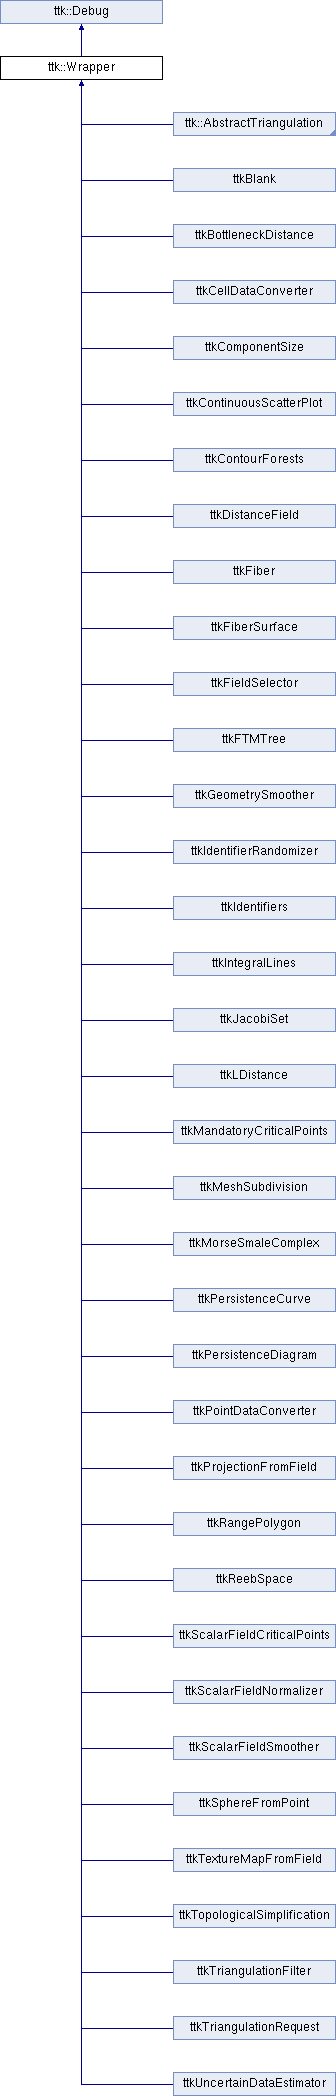 ttk::Debug
ttk::Wrapper
ttk::AbstractTriangulation
ttkBlank
ttkBottleneckDistance
ttkCellDataConverter
ttkComponentSize
ttkContinuousScatterPlot
ttkContourForests
ttkDistanceField
ttkFiber
ttkFiberSurface
ttkFieldSelector
ttkFTMTree
ttkGeometrySmoother
ttkIdentifierRandomizer
ttkIdentifiers
ttkIntegralLines
ttkJacobiSet
ttkLDistance
ttkMandatoryCriticalPoints
ttkMeshSubdivision
ttkMorseSmaleComplex
ttkPersistenceCurve
ttkPersistenceDiagram
ttkPointDataConverter
ttkProjectionFromField
ttkRangePolygon
ttkReebSpace
ttkScalarFieldCriticalPoints
ttkScalarFieldNormalizer
ttkScalarFieldSmoother
ttkSphereFromPoint
ttkTextureMapFromField
ttkTopologicalSimplification
ttkTriangulationFilter
ttkTriangulationRequest
ttkUncertainDataEstimator